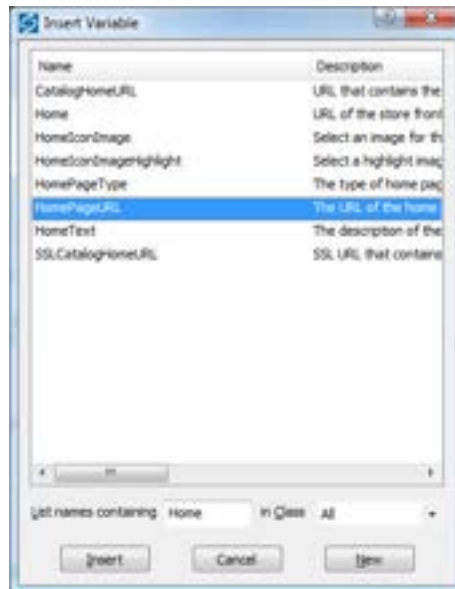 Insert Variable
Name Description
CatalogHomeURL URL that contains the
Home URL of the store front
HomeIconImage Select an image for th
HomeIconImageHighlight Select a highlight imag
HomePageType The type of home pag
HomePageURL The URL of the home
HomeText The description of the
SSLCatalogHomeURL SSL URL that contains
List names containing Home in Class All
Insert Cancel New